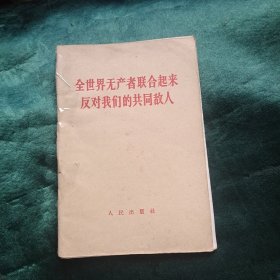 全世界无产者联合起来
反对我们的共同敌人
人民出版社